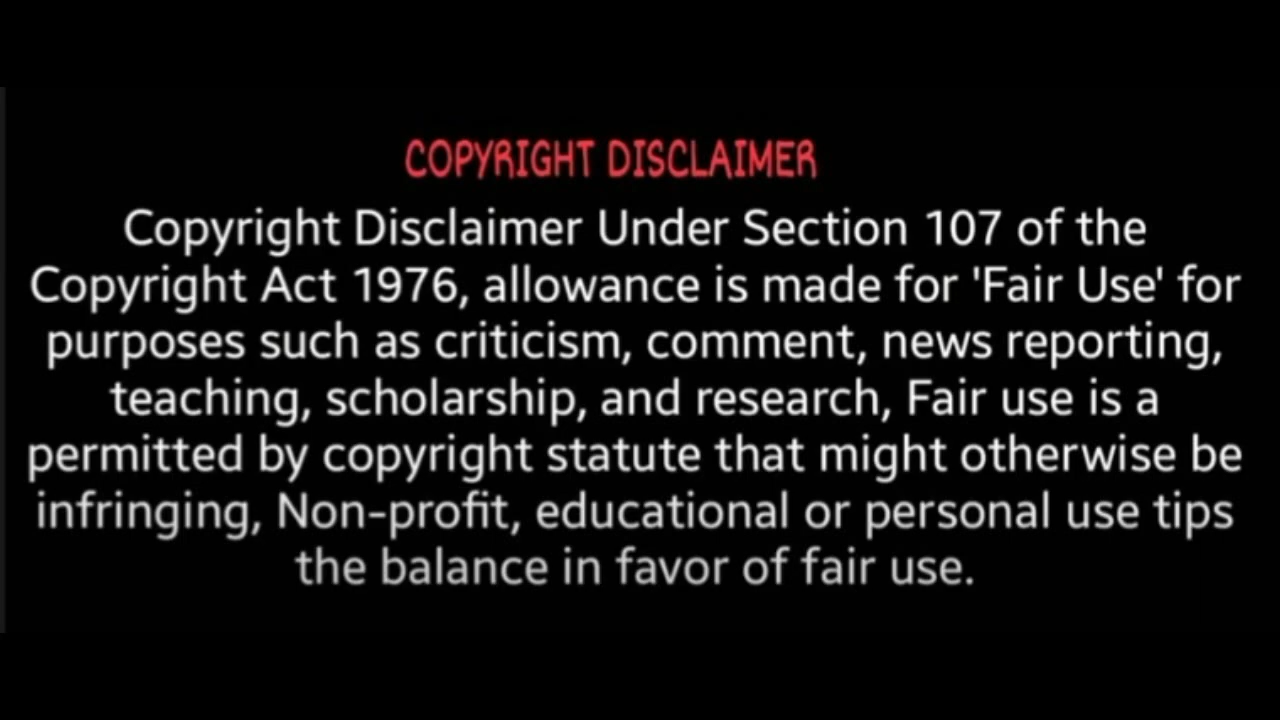 COPYRIGHT DISCLAIMER
Copyright Disclaimer Under Section 107 of the
Copyright Act 1976, allowance is made for 'Fair Use' for
purposes such as criticism, comment, news reporting,
teaching, scholarship, and research, Fair use is a
permitted by copyright statute that might otherwise be
infringing, Non-profit, educational or personal use tips
the balance in favor of fair use.